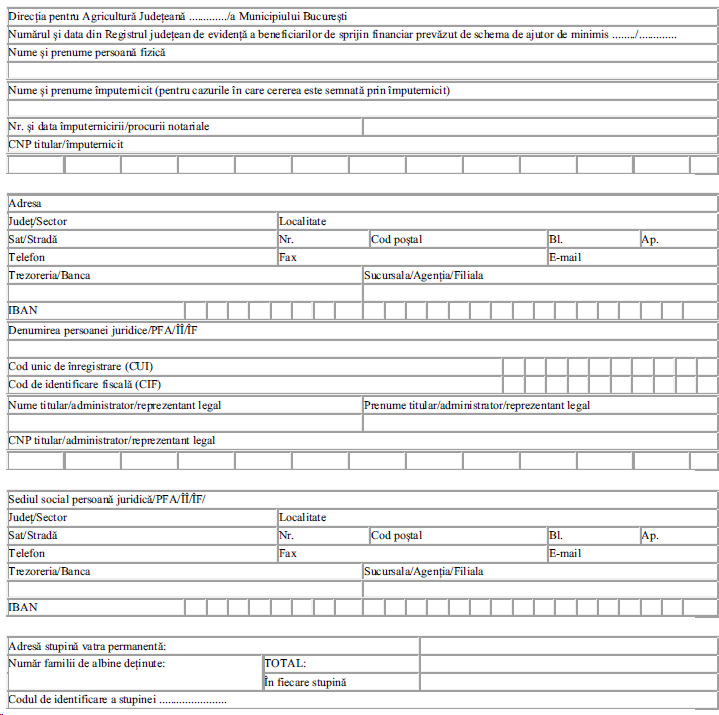 Direcția pentru Agricultură Județeană ............./a Municipiului București
Numărul și data din Registrul județean de evidență a beneficiarilor de sprijin financiar prevăzut de schema de ajutor de minimis ......../.............
Nume și prenume persoană fizică
Nume și prenume împuternicit (pentru cazurile în care cererea este semnată prin împuternicit)
Nr. și data împuternicirii/procurii notariale
CNP titular/împuternicit
Adresa
Județ/Sector Localitate
Sat/Stradă Nr. Cod poștal Bl. Ap.
Telefon Fax E-mail
Trezoreria/Banca Sucursala/Agenția/Filiala
IBAN
Denumirea persoanei juridice/PFA/ÎÎ/ÎF
Cod unic de înregistrare (CUI)
Cod de identificare fiscală (CIF)
Nume titular/administrator/reprezentant legal Prenume titular/administrator/reprezentant legal
CNP titular/administrator/reprezentant legal
Sediul social persoană juridică/PFA/ÎÎ/ÎF/
Județ/Sector Localitate
Sat/Stradă Nr. Cod poștal Bl. Ap.
Telefon Fax E-mail
Trezoreria/Banca Sucursala/Agenția/Filiala
IBAN
Adresă stupină vatra permanentă:
Număr familii de albine deținute: TOTAL:
În fiecare stupină
Codul de identificare a stupinei .......................